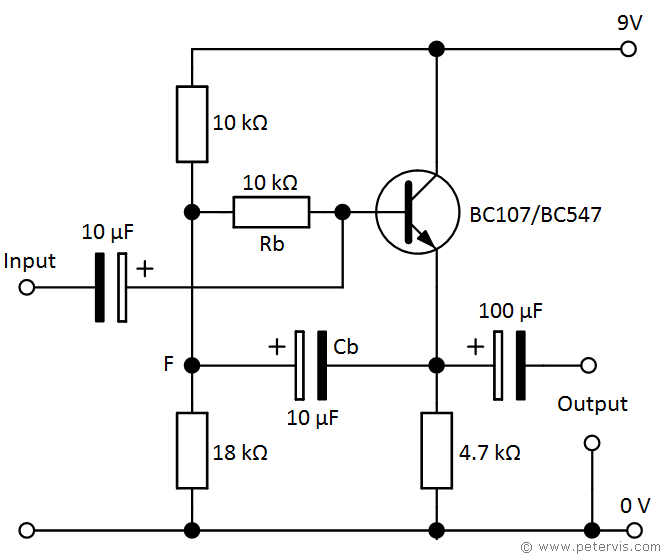 9V
10 kΩ
10 kΩ
BC107/BC547
Rb
10 µF
Input
+
100 µF
+
Cb
+
F
10 µF
Output
18 kΩ
4.7 kΩ
0 V
© www.petervis.com